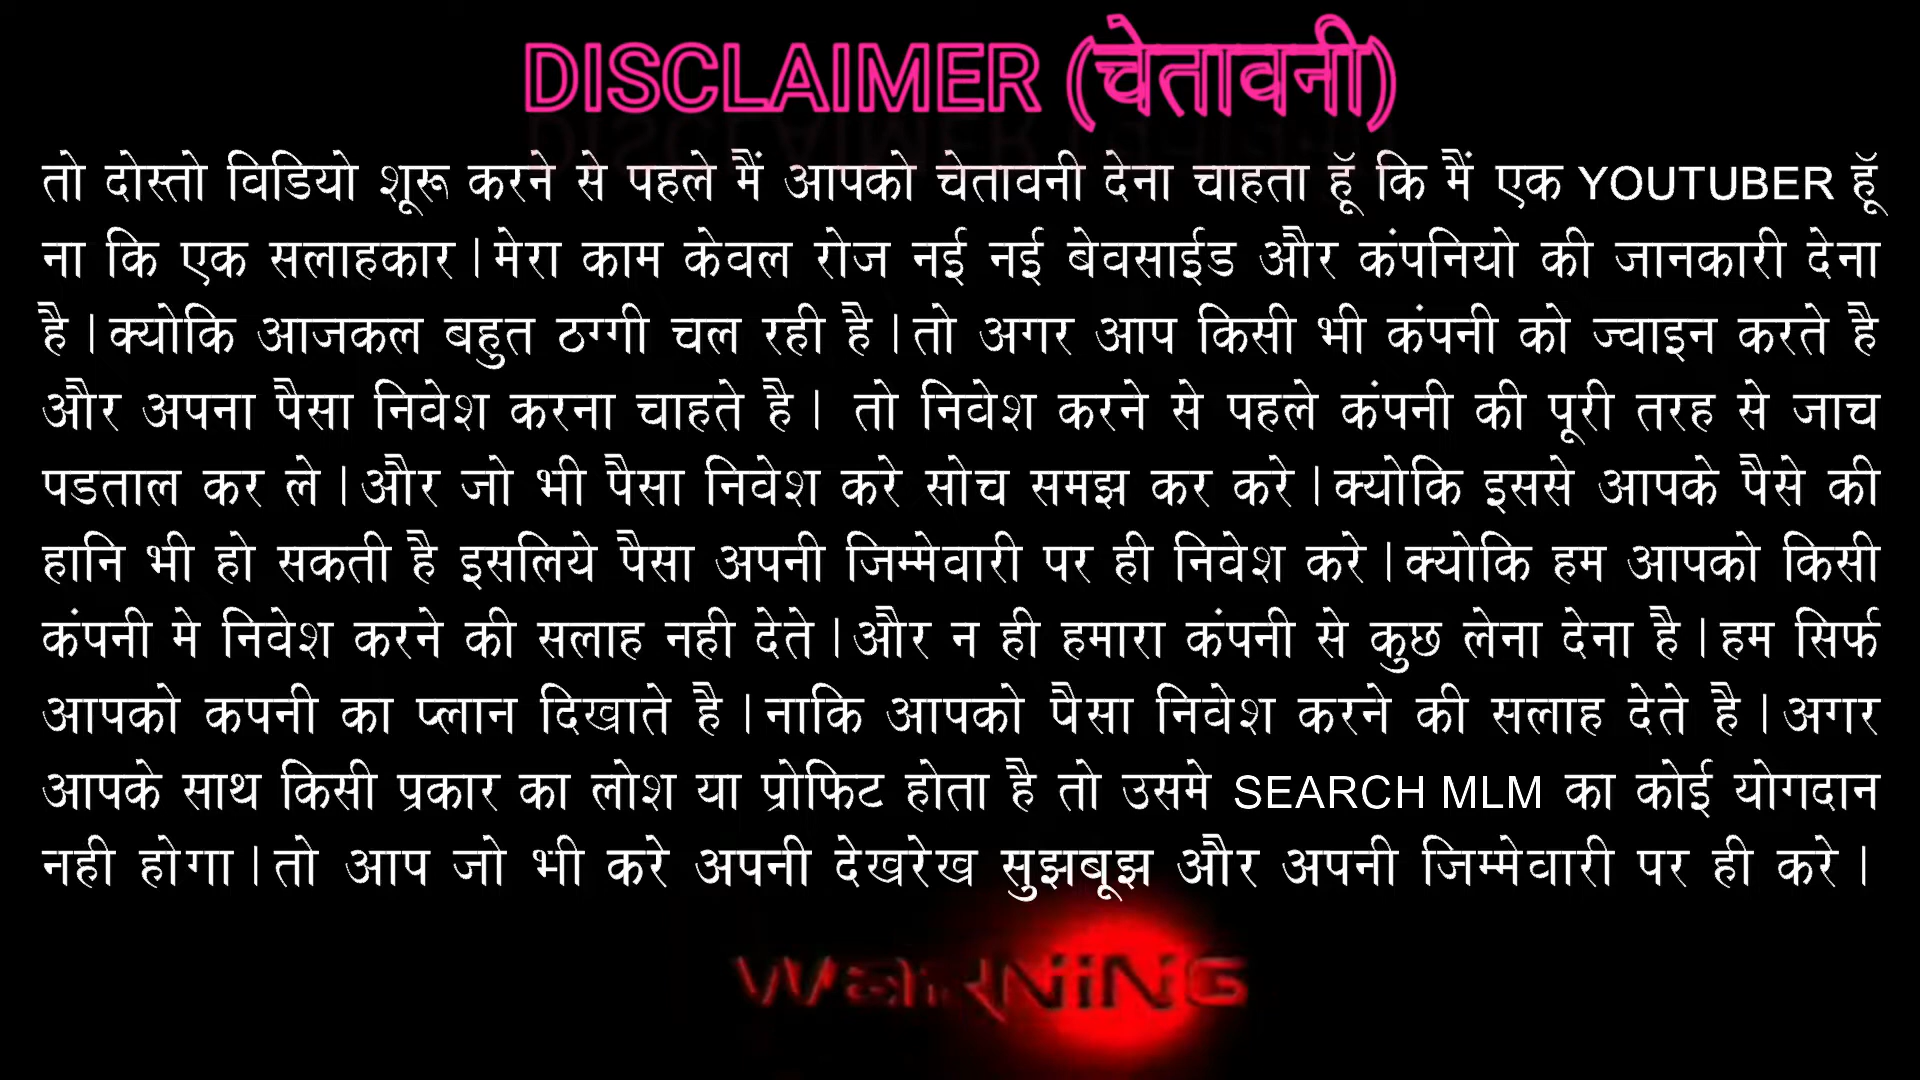 DISCLAIMER (चेतावनी)
तो दोस्तो विडियो शूरू करने से पहले मैं आपको चेतावनी देना चाहता हूॅ कि मैं एक YOUTUBER हूॅ
ना कि एक सलाहकार।मेरा काम केवल रोज नई नई बेवसाईड और कंपनियो की जानकारी देना
है।क्योकि आजकल बहुत ठग्गी चल रही है।तो अगर आप किसी भी कंपनी को ज्वाइन करते है
और अपना पैसा निवेश करना चाहते है। तो निवेश करने से पहले कंपनी की पूरी तरह से जाच
पडताल कर ले।और जो भी पैसा निवेश करे सोच समझ कर करे।क्योकि इससे आपके पैसे की
हानि भी हो सकती है इसलिये पैसा अपनी जिम्मेवारी पर ही निवेश करे।क्योकि हम आपको किसी
कंपनी मे निवेश करने की सलाह नही देते।और न ही हमारा कंपनी से कुछ लेना देना है।हम सिर्फ
आपको कपनी का प्लान दिखाते है।नाकि आपको पैसा निवेश करने की सलाह देते है।अगर
आपके साथ किसी प्रकार का लोश या प्रोफिट होता है तो उसमे SEARCH MLM का कोई योगदान
नही होगा।तो आप जो भी करे अपनी देखरेख सुझबूझ और अपनी जिम्मेवारी पर ही करे।
WaRNiNG